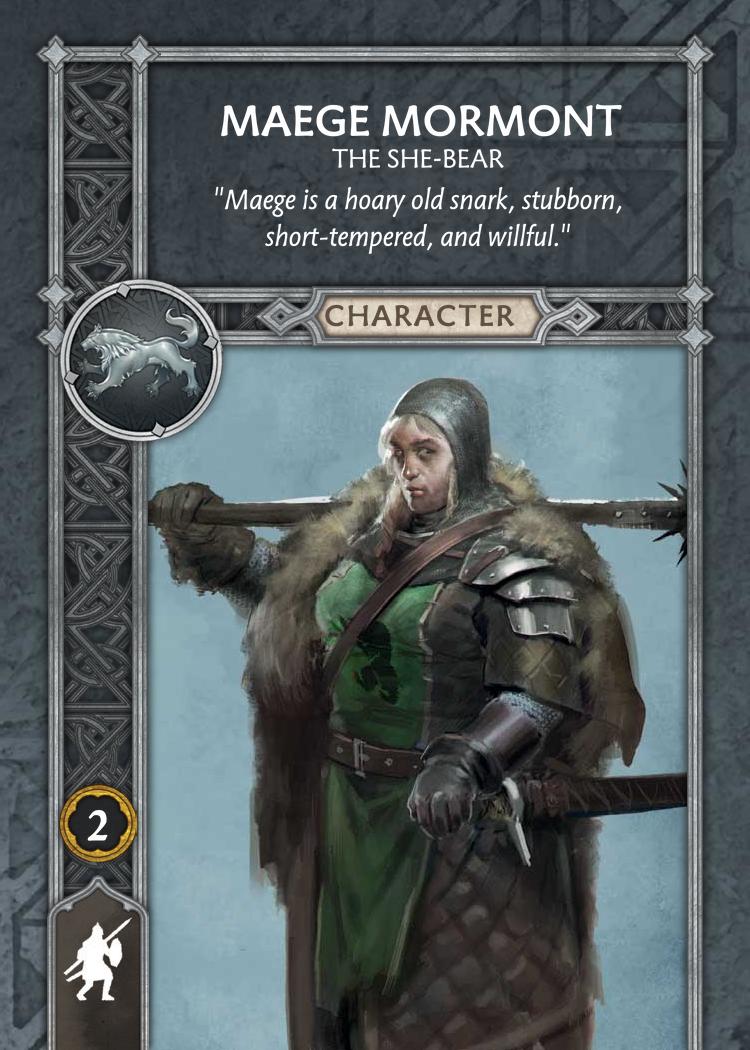 MAEGE MORMONT
THE SHE-BEAR
"Maege is a hoary old snark, stubborn,
short-tempered, and willful."
CHARACTER
2